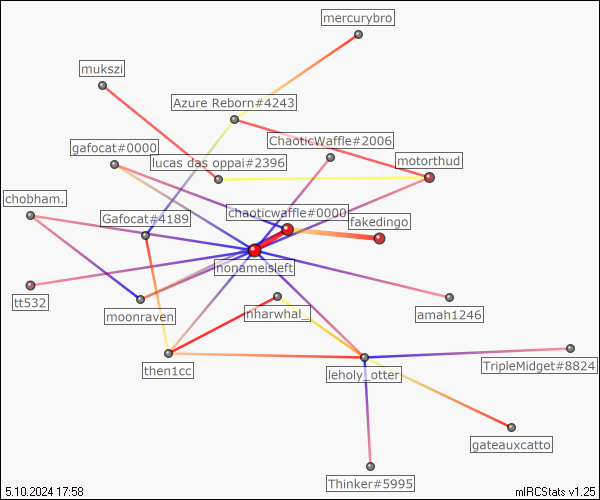 mercurybro
mukszi
Azure Reborn#4243
ChaoticWaffle#2006
gafocat#0000
lucas das oppai#2396
motorthud
chobham.
Gafocat#4189
chaoticwaffle#0000
fakedingo
nonameisleft
tt532
moonraven
nharwhal_
amah1246
then1cc
leholy_otter
TripleMidget#8824
gateauxcatto
Thinker#5995
5.10.2024 17:58
mIRCStats v1.25